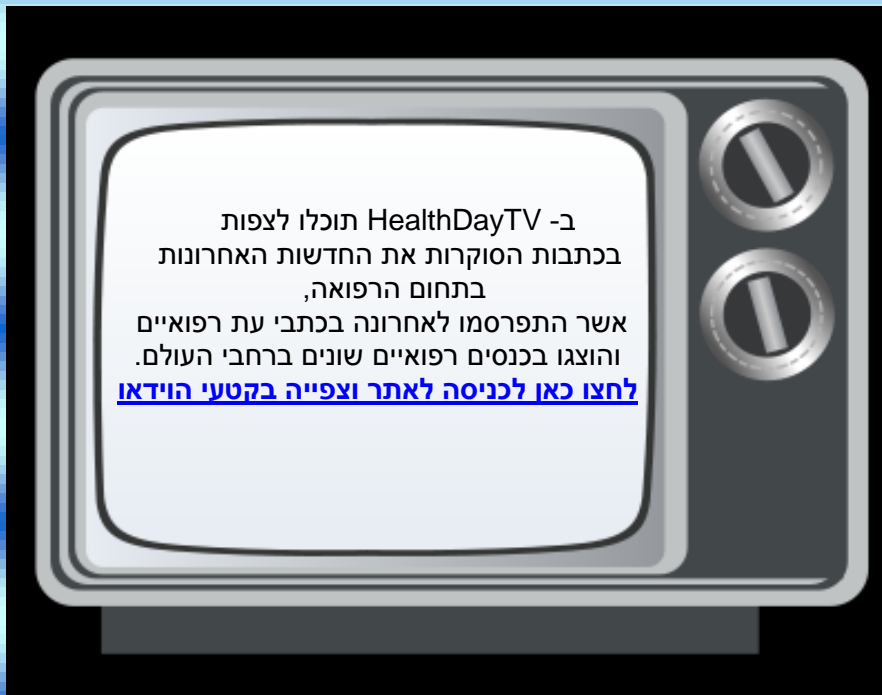 ב- HealthDayTV תוכלו לצפות
בכתבות הסוקרות את החדשות האחרונות
בתחום הרפואה,
אשר התפרסמו לאחרונה בכתבי עת רפואיים
והוצגו בכנסים רפואיים שונים ברחבי העולם.
לחצו כאן לכניסה לאתר וצפייה בקטעי הוידאו